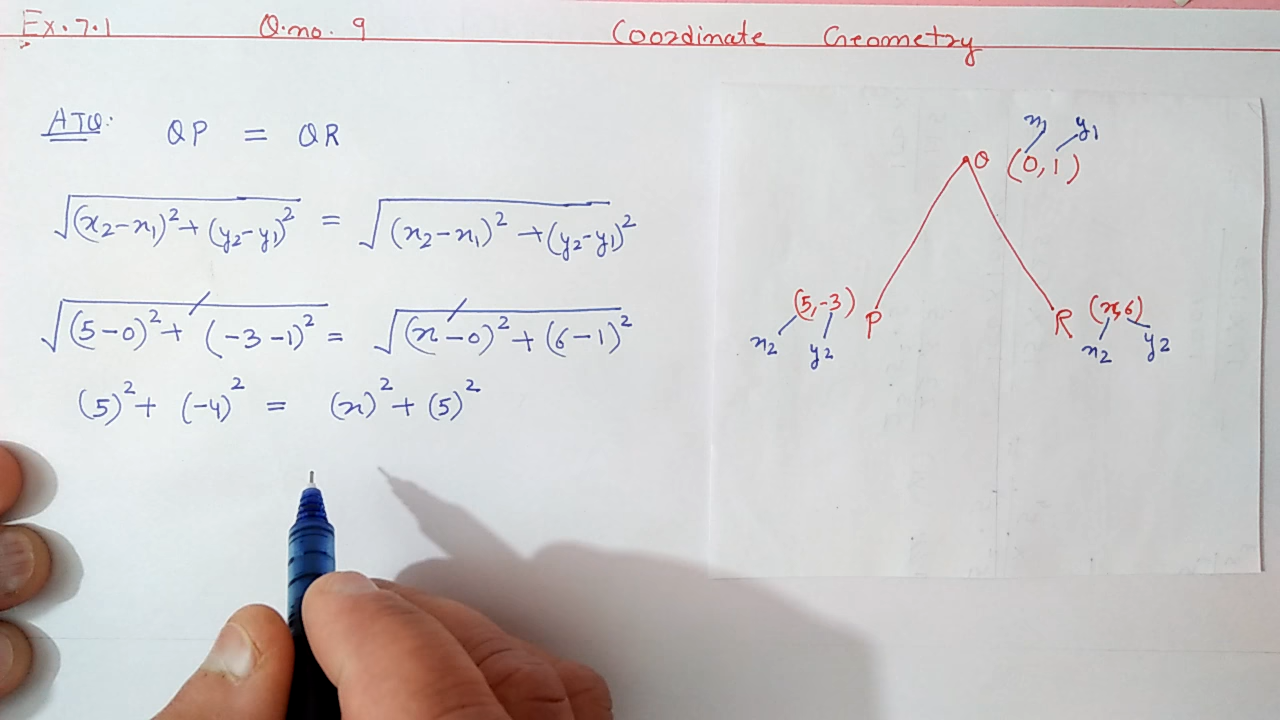 Ex. 7.1 Q.no. 9 Coordinate Geometry
ATQ: QP = QR
√(x₂-x₁)²+(y₂-y₁)² = √(x₂-x₁)²+(y₂-y₁)²
√(5-0)²+(-3-1)² = √(x-0)²+(6-1)²
(5)²+(-4)² = (x)²+(5)²
x₁ y₁
Q (0,1)
(5,-3) P R (x,6)
x₂ y₂ x₂ y₂